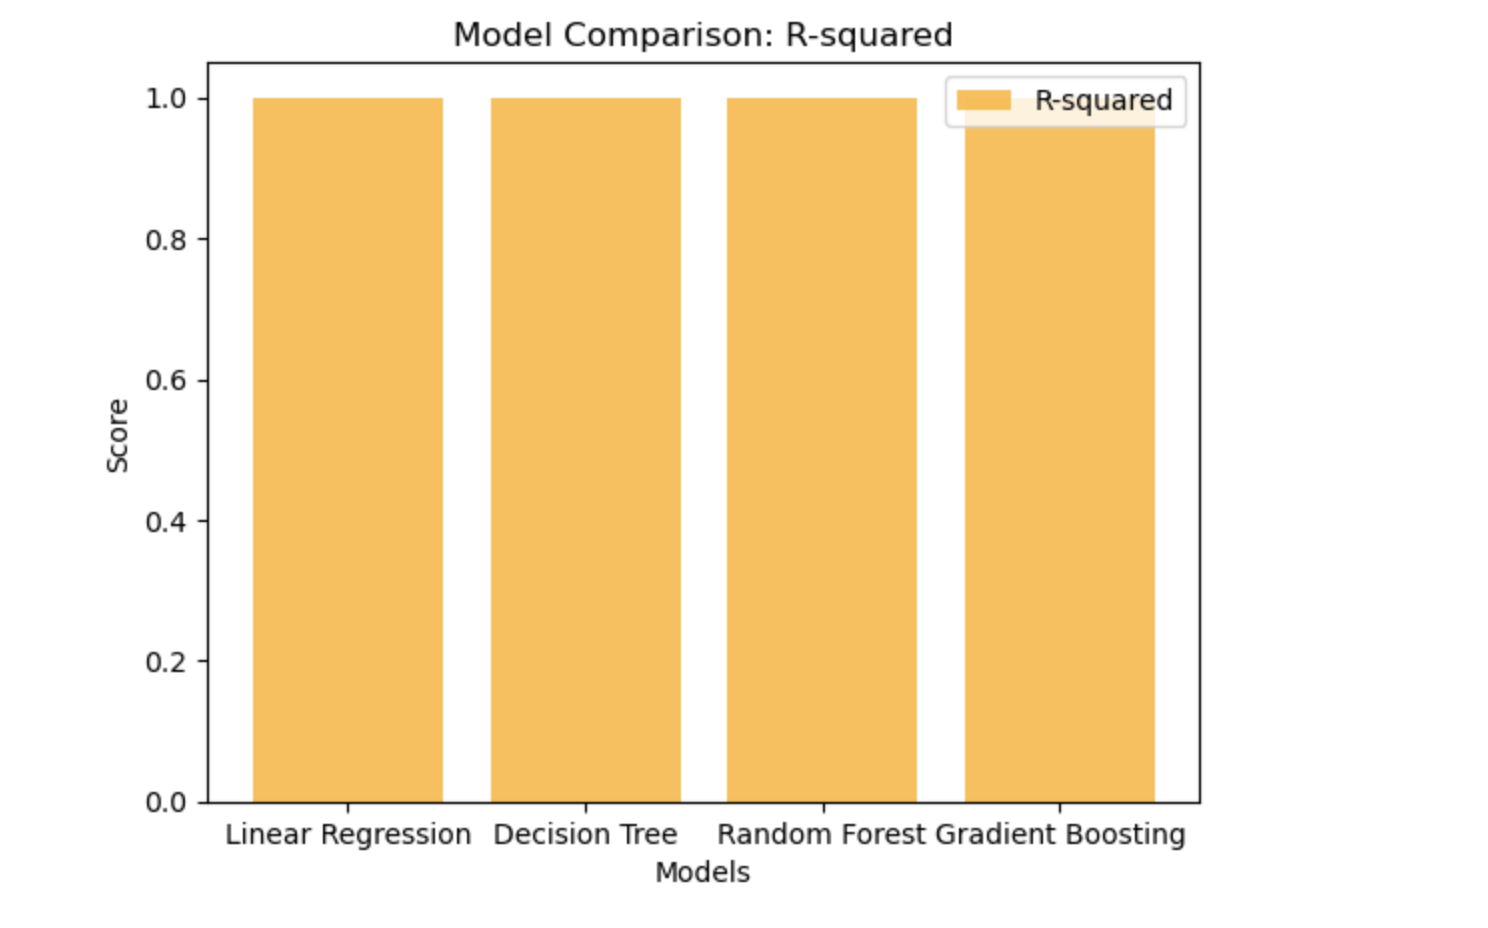 Model Comparison: R-squared
R-squared
1.0
0.8
0.6
0.4
0.2
0.0
Score
Linear Regression Decision Tree Random Forest Gradient Boosting
Models